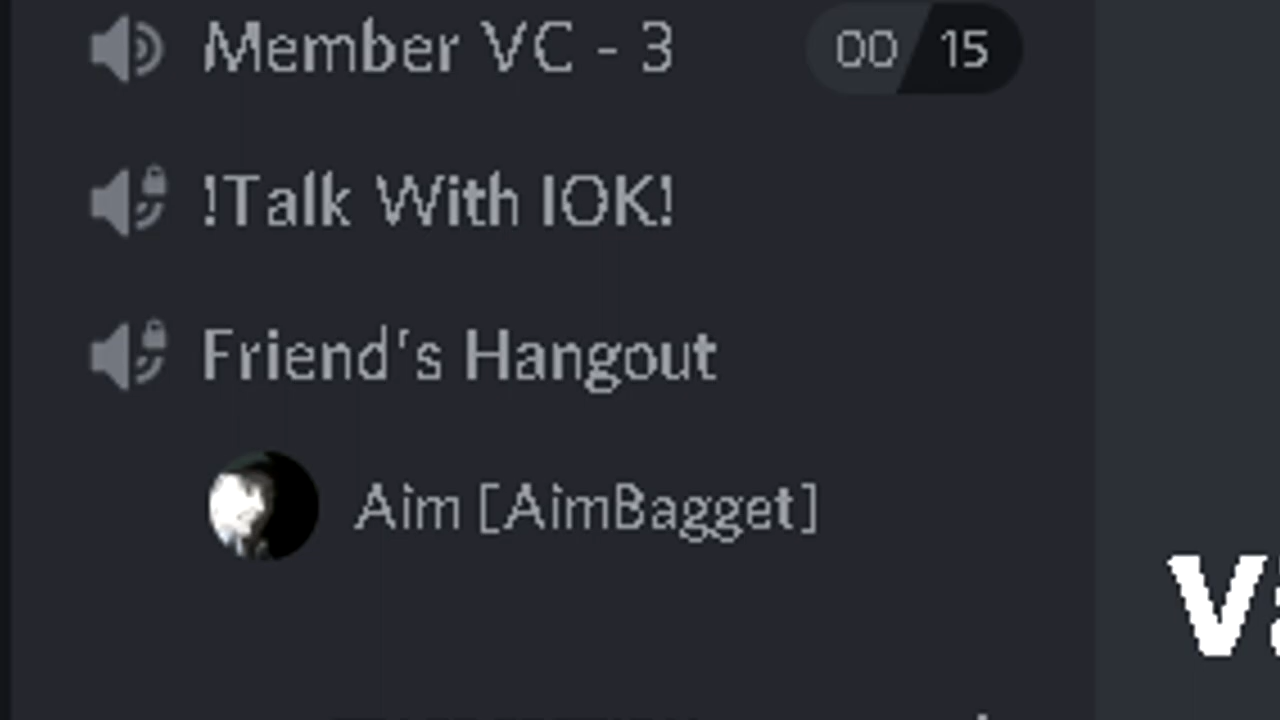 Member VC - 3 00 15
!Talk With IOK!
Friend's Hangout
Aim [AimBagget]